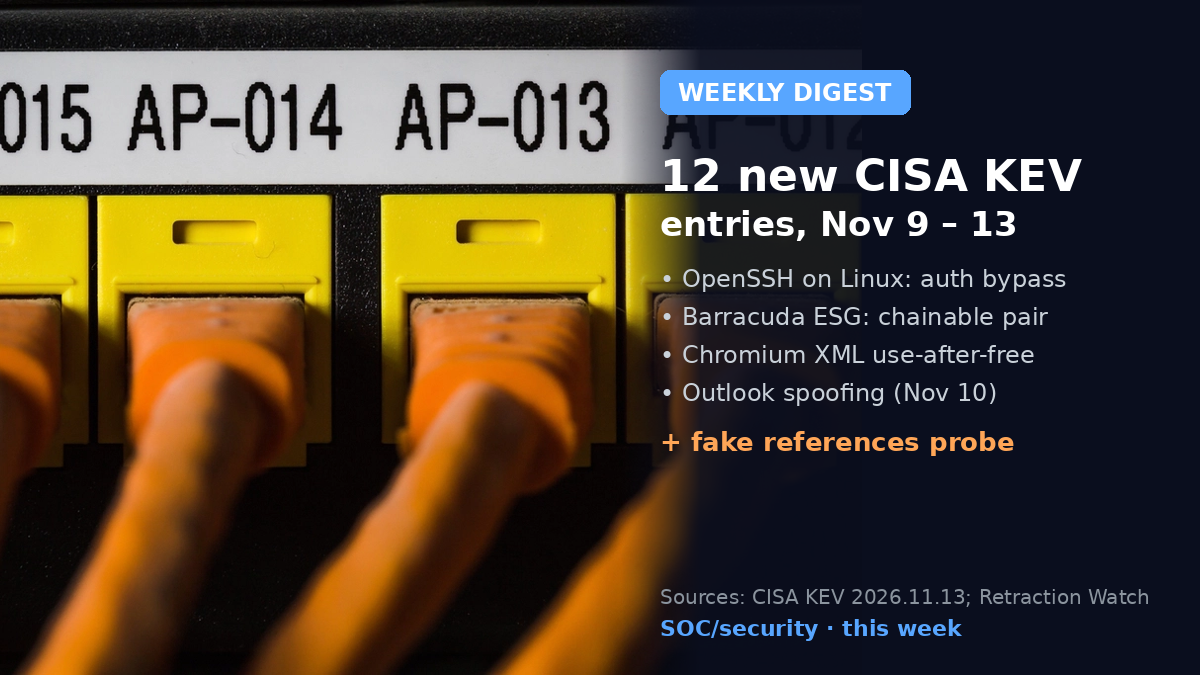 015 AP-014 AP-013 AP-012
WEEKLY DIGEST
12 new CISA KEV
entries, Nov 9 – 13
• OpenSSH on Linux: auth bypass
• Barracuda ESG: chainable pair
• Chromium XML use-after-free
• Outlook spoofing (Nov 10)
+ fake references probe
Sources: CISA KEV 2026.11.13; Retraction Watch
SOC/security · this week